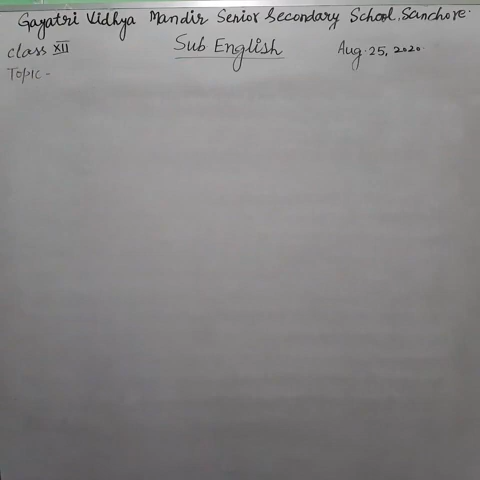 Gayatri Vidhya Mandir Senior Secondary School. Sanchore.
class XII Sub English Aug. 25, 2020.
Topic -